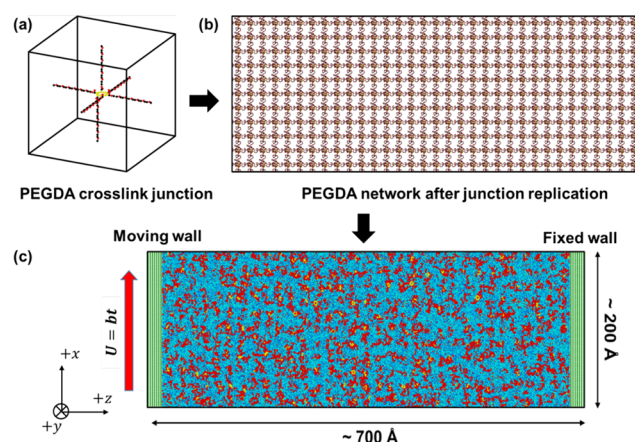 (a)
(b)
PEGDA crosslink junction
PEGDA network after junction replication
(c)
Moving wall
Fixed wall
U = bt
~ 200 Å
+x
+z
+y
~ 700 Å